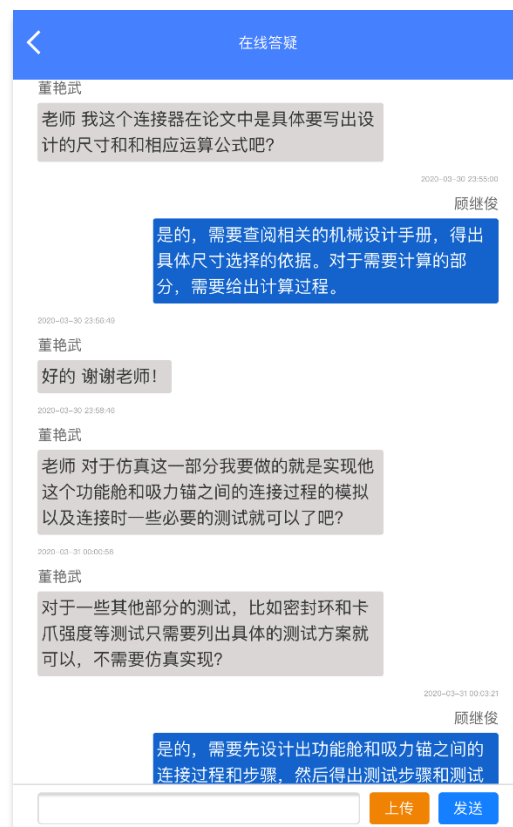 在线答疑
董艳武
老师 我这个连接器在论文中是具体要写出设
计的尺寸和和相应运算公式吧?
2020-03-30 23:55:00
顾继俊
是的，需要查阅相关的机械设计手册，得出
具体尺寸选择的依据。对于需要计算的部
分，需要给出计算过程。
2020-03-30 23:56:49
董艳武
好的 谢谢老师!
2020-03-30 23:58:46
董艳武
老师 对于仿真这一部分我要做的就是实现他
这个功能舱和吸力锚之间的连接过程的模拟
以及连接时一些必要的测试就可以了吧?
2020-03-31 00:00:58
董艳武
对于一些其他部分的测试，比如密封环和卡
爪强度等测试只需要列出具体的测试方案就
可以，不需要仿真实现?
2020-03-31 00:03:21
顾继俊
是的，需要先设计出功能舱和吸力锚之间的
连接过程和步骤，然后得出测试步骤和测试
上传
发送